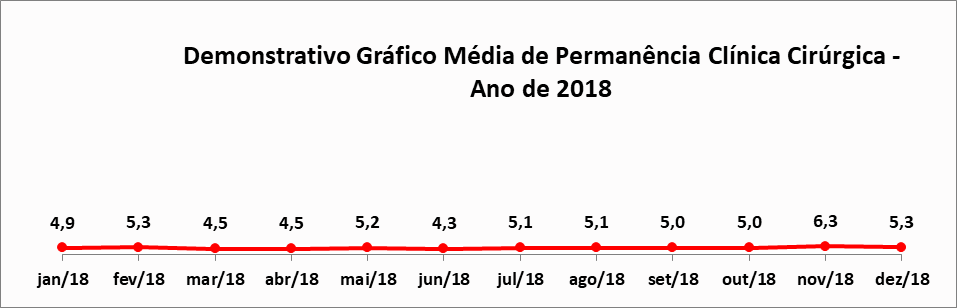 Demonstrativo Gráfico Média de Permanência Clínica Cirúrgica -
Ano de 2018
4,9 5,3 4,5 4,5 5,2 4,3 5,1 5,1 5,0 5,0 6,3 5,3
jan/18 fev/18 mar/18 abr/18 mai/18 jun/18 jul/18 ago/18 set/18 out/18 nov/18 dez/18